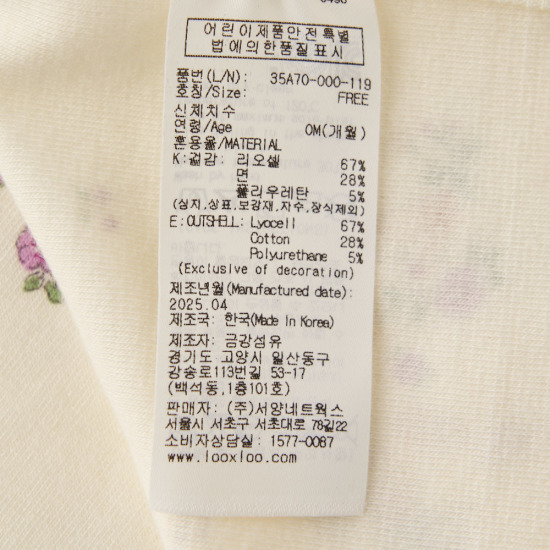 어린이제품안전특별
법에의한품질표시
품번(L/N): 35A70-000-119
호칭/Size: FREE
신체치수
연령/Age 0M(개월)
혼용율/MATERIAL
K:겉감: 리오셀 67%
면 28%
폴리우레탄 5%
(심지,상표,보강재,자수,장식제외)
E:OUTSHELL: Lyocell 67%
Cotton 28%
Polyurethane 5%
(Exclusive of decoration)
제조년월(Manufactured date):
2025.04
제조국: 한국(Made In Korea)
제조자: 금강섬유
경기도 고양시 일산동구
강송로113번길 53-17
(백석동,1층101호)
판매자: (주)서양네트웍스
서울시 서초구 서초대로 78길22
소비자상담실: 1577-0087
www.looxloo.com